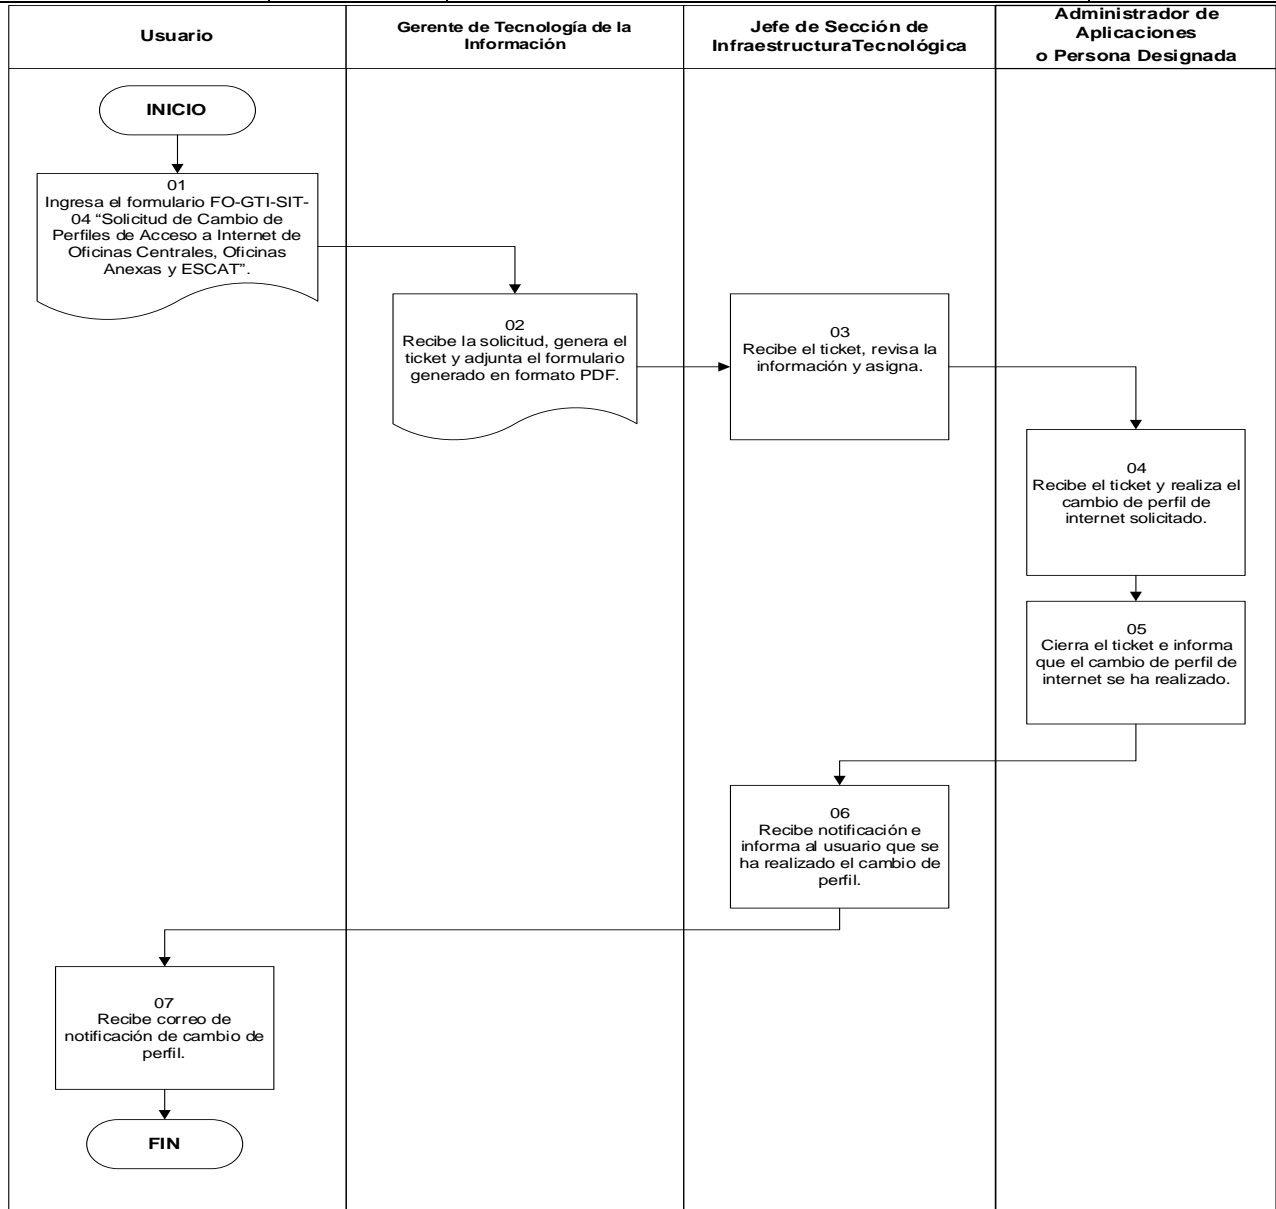 Usuario
Gerente de Tecnología de la
Información
Jefe de Sección de
InfraestructuraTecnológica
Administrador de
Aplicaciones
o Persona Designada
INICIO
01
Ingresa el formulario FO-GTI-SIT-
04 “Solicitud de Cambio de
Perfiles de Acceso a Internet de
Oficinas Centrales, Oficinas
Anexas y ESCAT”.
02
Recibe la solicitud, genera el
ticket y adjunta el formulario
generado en formato PDF.
03
Recibe el ticket, revisa la
información y asigna.
04
Recibe el ticket y realiza el
cambio de perfil de
internet solicitado.
05
Cierra el ticket e informa
que el cambio de perfil de
internet se ha realizado.
06
Recibe notificación e
informa al usuario que se
ha realizado el cambio de
perfil.
07
Recibe correo de
notificación de cambio de
perfil.
FIN